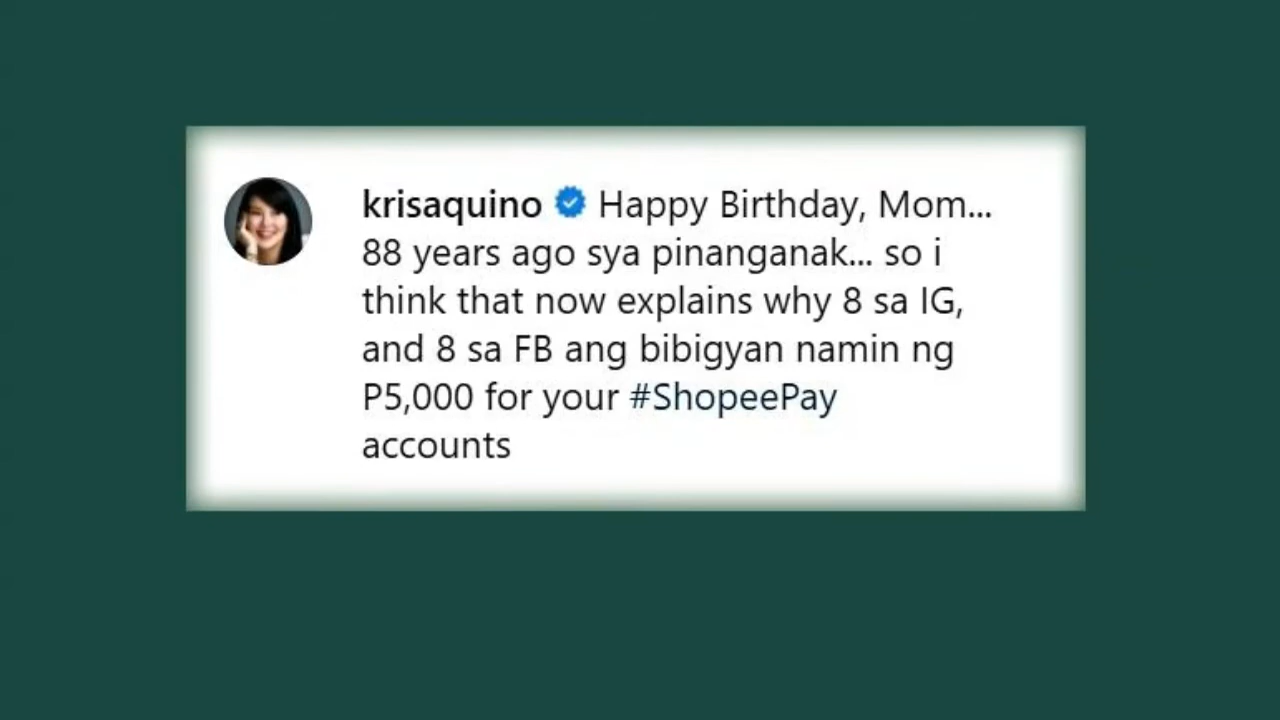 krisaquino Happy Birthday, Mom...
88 years ago sya pinanganak... so i
think that now explains why 8 sa IG,
and 8 sa FB ang bibigyan namin ng
P5,000 for your #ShopeePay
accounts